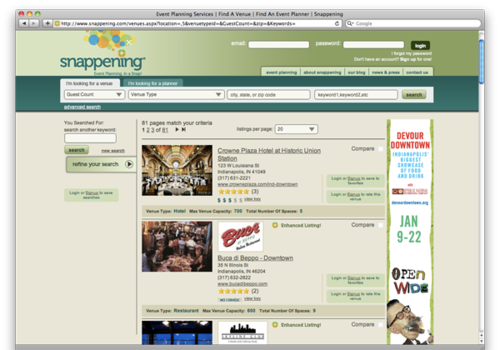 Event Planning Services | Find A Venue | Find An Event Planner | Snappening
http://www.snappening.com/venues.aspx?location=,5&venuetypeid=&GuestCount=&zip=&Keywords=
Google
snappening
Event Planning in a Snap!
email:
password:
login
I forgot my password
Don't have an account? Sign up for one!
event planning
about snappening
our blog
news & press
contact us
I'm looking for a venue
I'm looking for a planner
Guest Count
Venue Type
city, state, or zip code
keyword1,keyword2,etc
search
advanced search
You Searched For:
search another keyword:
search
new search
refine your search
Login or Signup to save searches
81 pages match your criteria
1 2 3 of 81
listings per page:
20
Crowne Plaza Hotel at Historic Union Station
123 W Louisiana St
Indianapolis, IN 41049
(317) 631-2221
www.crowneplaza.com/ind-downtown
(3)
$ $ $ $ $
view lists
Compare
Login or Signup to save to favorites
Login or Signup to rate this venue
Venue Type: Hotel Max Venue Capacity: 700 Total Number Of Spaces: 5
Buca di Beppo
Enhanced Listing!
Compare
Buca di Beppo - Downtown
35 N Illinois St
Indianapolis, IN 46204
(317) 632-2822
www.bucadibeppo.com
(2)
view lists
Login or Signup to save to favorites
Login or Signup to rate this venue
Venue Type: Restaurant Max Venue Capacity: 600 Total Number Of Spaces: 5
Enhanced Listing!
Compare
DEVOUR
DOWNTOWN
INDIANAPOLIS'
BIGGEST
SHOWCASE
OF FOOD
AND DRINK
with
devourdowntown.org
JAN
9-22
OPEN
WIDE